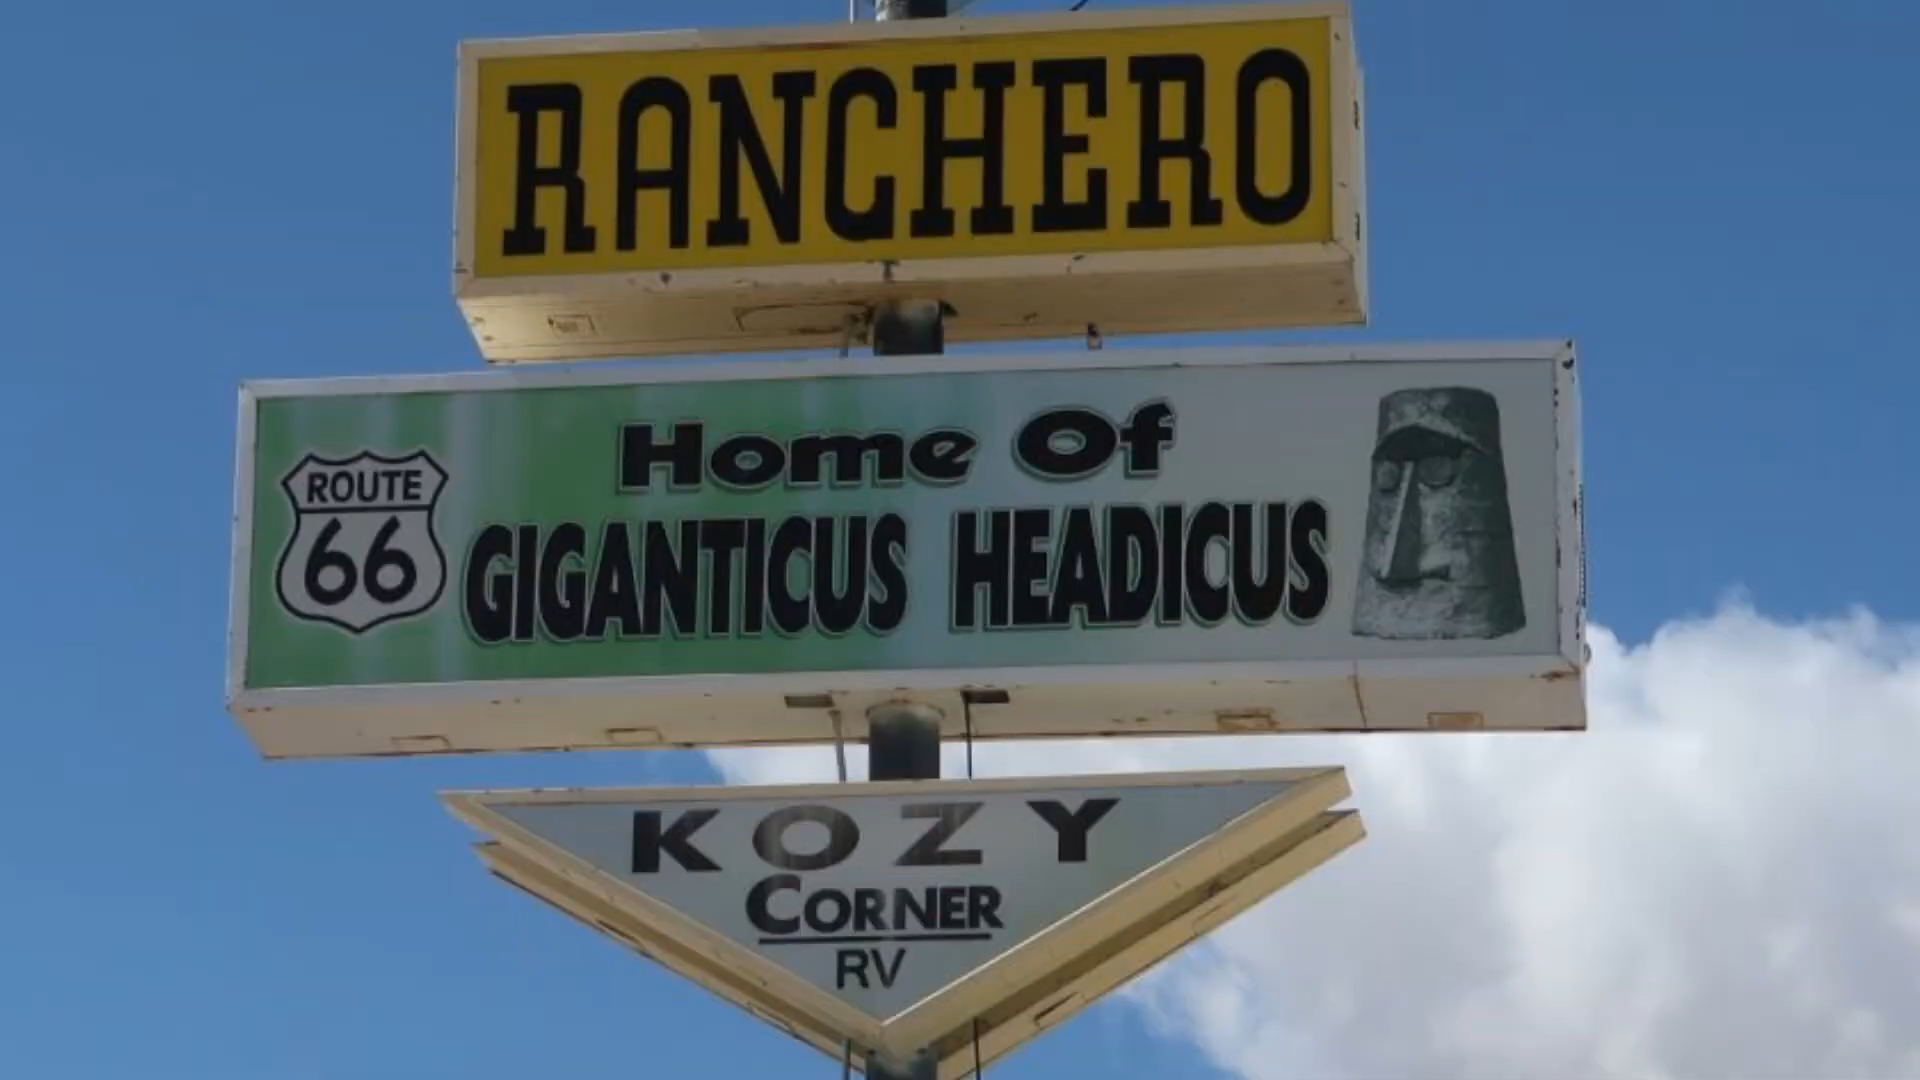 RANCHERO
ROUTE
66
Home Of
GIGANTICUS HEADICUS
KOZY
CORNER
RV